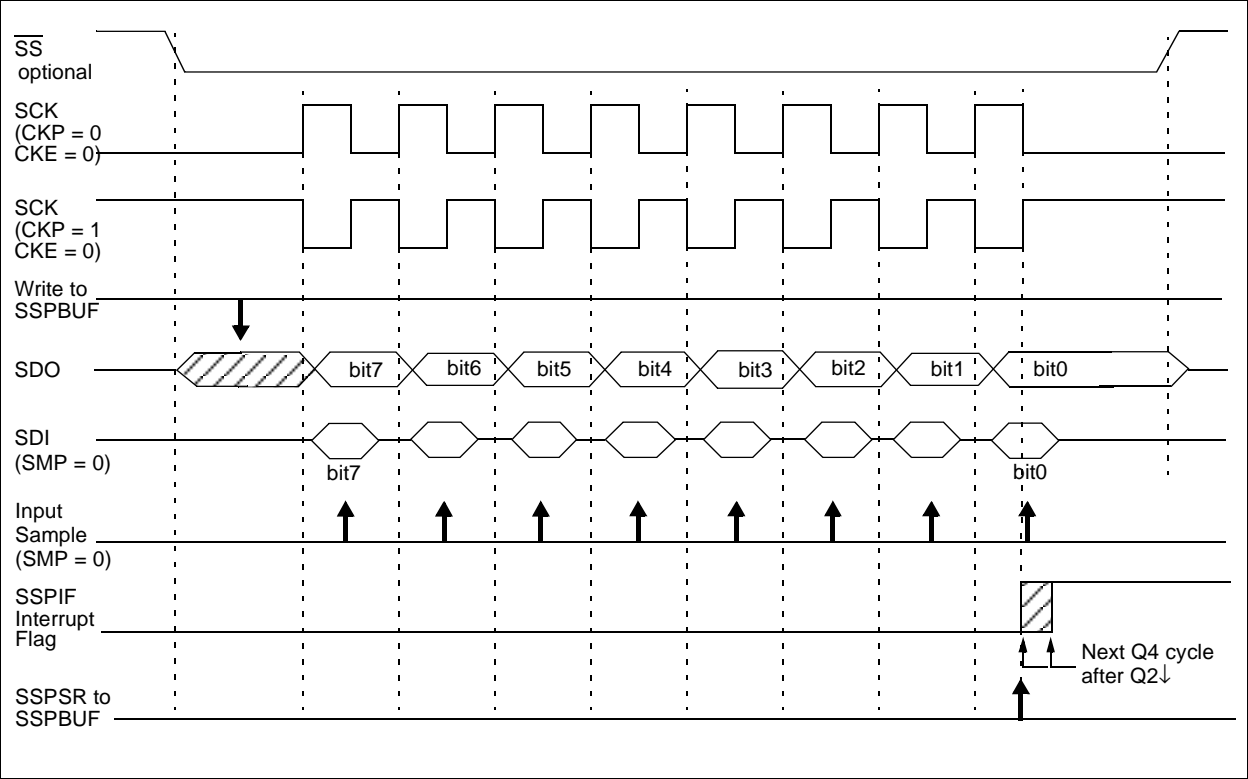 SS
optional
SCK
(CKP = 0
CKE = 0)
SCK
(CKP = 1
CKE = 0)
Write to
SSPBUF
SDO
bit7 bit6 bit5 bit4 bit3 bit2 bit1 bit0
SDI
(SMP = 0)
bit7 bit0
Input
Sample
(SMP = 0)
SSPIF
Interrupt
Flag
Next Q4 cycle
after Q2↓
SSPSR to
SSPBUF